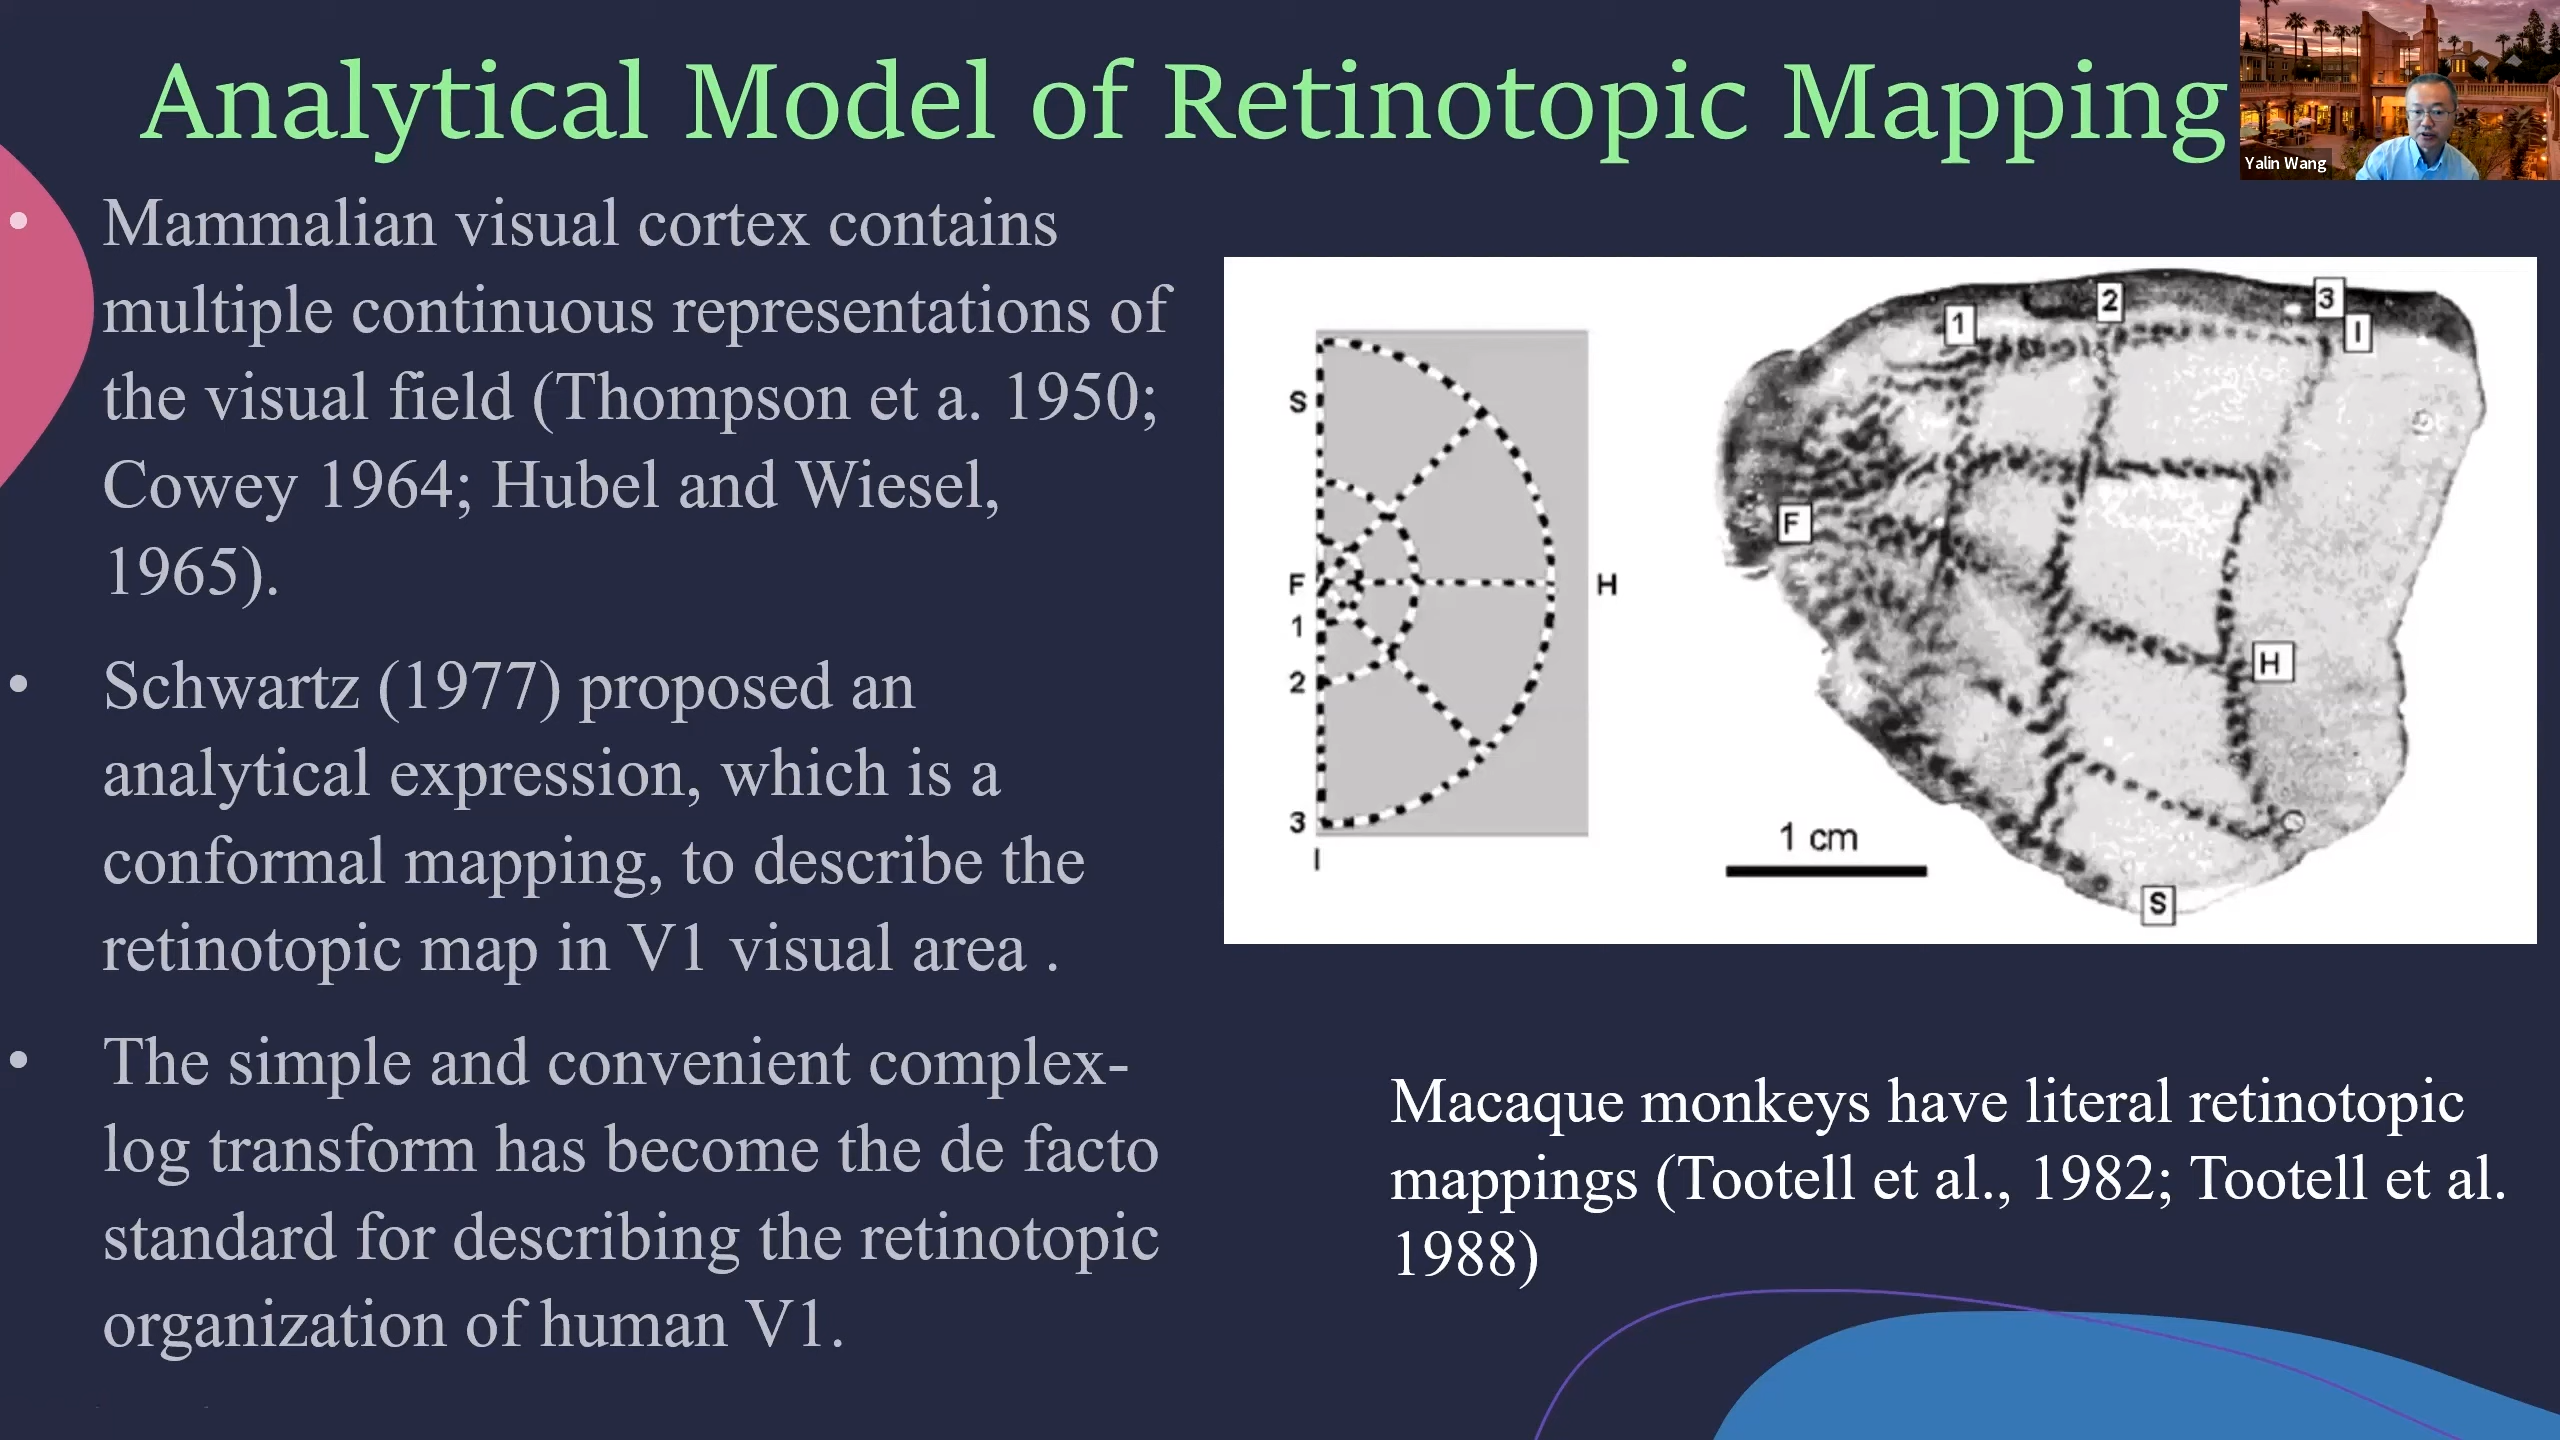 Analytical Model of Retinotopic Mapping
Yalin Wang
• Mammalian visual cortex contains
multiple continuous representations of
the visual field (Thompson et a. 1950;
Cowey 1964; Hubel and Wiesel,
1965).
• Schwartz (1977) proposed an
analytical expression, which is a
conformal mapping, to describe the
retinotopic map in V1 visual area .
• The simple and convenient complex-
log transform has become the de facto
standard for describing the retinotopic
organization of human V1.
S
F
H
1
2
3
I
1
2
3
I
F
H
1 cm
S
Macaque monkeys have literal retinotopic
mappings (Tootell et al., 1982; Tootell et al.
1988)